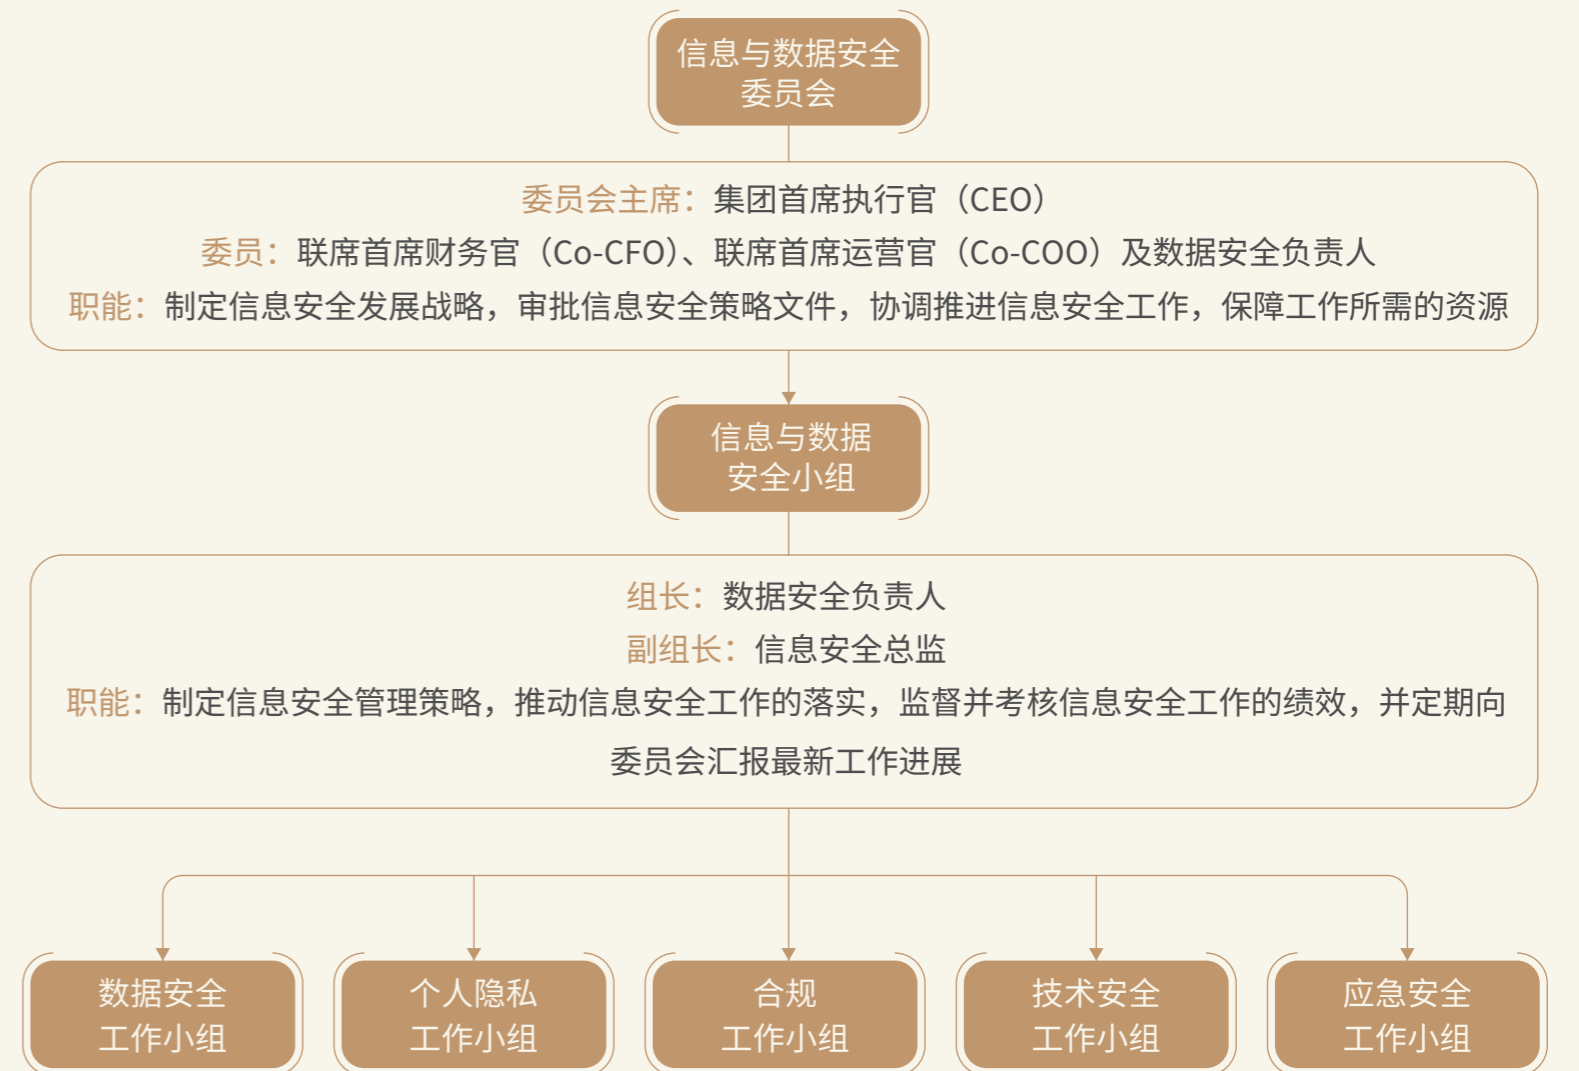 信息与数据安全
委员会
委员会主席：集团首席执行官（CEO）
委员：联席首席财务官（Co-CFO）、联席首席运营官（Co-COO）及数据安全负责人
职能：制定信息安全发展战略，审批信息安全策略文件，协调推进信息安全工作，保障工作所需的资源
信息与数据
安全小组
组长：数据安全负责人
副组长：信息安全总监
职能：制定信息安全管理策略，推动信息安全工作的落实，监督并考核信息安全工作的绩效，并定期向
委员会汇报最新工作进展
数据安全
工作小组
个人隐私
工作小组
合规
工作小组
技术安全
工作小组
应急安全
工作小组